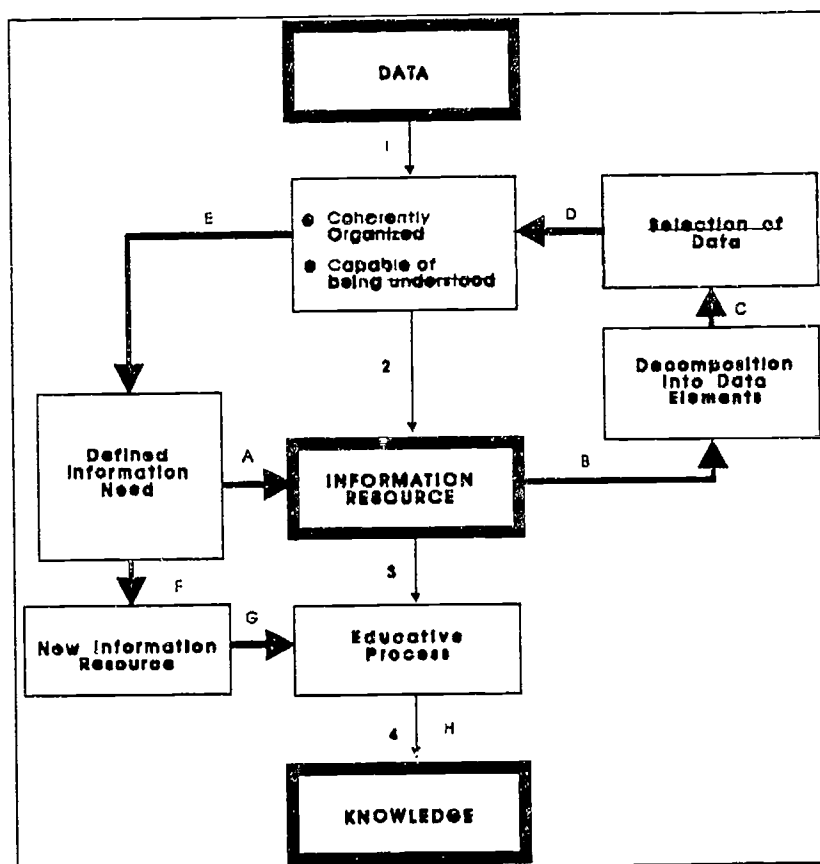 DATA
1
E
Coherently
Organized
Capable of
being understood
D
Selection of
Data
C
2
Decomposition
Into Data
Elements
Defined
Information
Need
A
INFORMATION
RESOURCE
B
F
3
New Information
Resource
G
Educative
Process
4
H
KNOWLEDGE